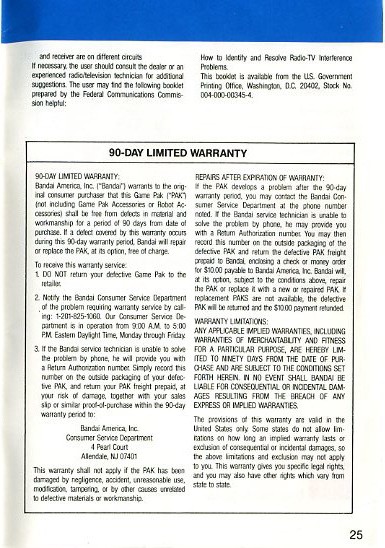 and receiver are on different circuits
If necessary, the user should consult the dealer or an
experienced radio/television technician for additional
suggestions. The user may find the following booklet
prepared by the Federal Communications Commis-
sion helpful:
How to Identify and Resolve Radio-TV Interference
Problems.
This booklet is available from the U.S. Government
Printing Office, Washington, D.C. 20402, Stock No.
004-000-00345-4.
90-DAY LIMITED WARRANTY
90-DAY LIMITED WARRANTY:
Bandai America, Inc. ("Bandai") warrants to the orig-
inal consumer purchaser that this Game Pak ("PAK")
(not including Game Pak Accessories or Robot Ac-
cessories) shall be free from defects in material and
workmanship for a period of 90 days from date of
purchase. If a defect covered by this warranty occurs
during this 90-day warranty period, Bandai will repair
or replace the PAK, at its option, free of charge.
To receive this warranty service:
1. DO NOT return your defective Game Pak to the
retailer.
2. Notify the Bandai Consumer Service Department
of the problem requiring warranty service by call-
ing: 1-201-825-1060. Our Consumer Service De-
partment is in operation from 9:00 A.M. to 5:00
P.M. Eastern Daylight Time, Monday through Friday.
3. If the Bandai service technician is unable to solve
the problem by phone, he will provide you with
a Return Authorization number. Simply record this
number on the outside packaging of your defec-
tive PAK, and return your PAK freight prepaid, at
your risk of damage, together with your sales
slip or similar proof-of-purchase within the 90-day
warranty period to:
Bandai America, Inc.
Consumer Service Department
4 Pearl Court
Allendale, NJ 07401
This warranty shall not apply if the PAK has been
damaged by negligence, accident, unreasonable use,
modification, tampering, or by other causes unrelated
to defective materials or workmanship.
REPAIRS AFTER EXPIRATION OF WARRANTY:
If the PAK develops a problem after the 90-day
warranty period, you may contact the Bandai Con-
sumer Service Department at the phone number
noted. If the Bandai service technician is unable to
solve the problem by phone, he may provide you
with a Return Authorization number. You may then
record this number on the outside packaging of the
defective PAK and return the defective PAK freight
prepaid to Bandai, enclosing a check or money order
for $10.00 payable to Bandai America, Inc. Bandai will,
at its option, subject to the conditions above, repair
the PAK or replace it with a new or repaired PAK. If
replacement PAKS are not available, the defective
PAK will be returned and the $10.00 payment refunded.
WARRANTY LIMITATIONS:
ANY APPLICABLE IMPLIED WARRANTIES, INCLUDING
WARRANTIES OF MERCHANTABILITY AND FITNESS
FOR A PARTICULAR PURPOSE, ARE HEREBY LIM-
ITED TO NINETY DAYS FROM THE DATE OF PUR-
CHASE AND ARE SUBJECT TO THE CONDITIONS SET
FORTH HEREIN. IN NO EVENT SHALL BANDAI BE
LIABLE FOR CONSEQUENTIAL OR INCIDENTAL DAM-
AGES RESULTING FROM THE BREACH OF ANY
EXPRESS OR IMPLIED WARRANTIES.
The provisions of this warranty are valid in the
United States only. Some states do not allow lim-
itations on how long an implied warranty lasts or
exclusion of consequential or incidental damages, so
the above limitations and exclusion may not apply
to you. This warranty gives you specific legal rights,
and you may also have other rights which vary from
state to state.
25